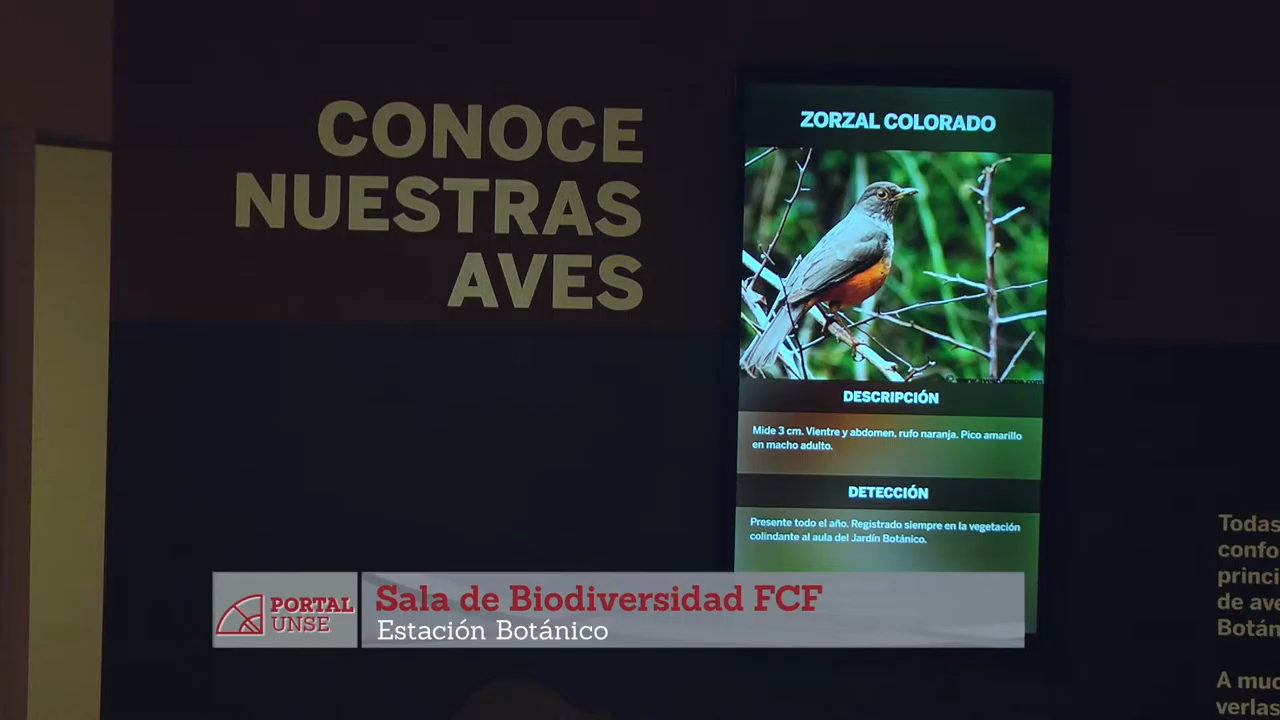 CONOCE
NUESTRAS
AVES
ZORZAL COLORADO
DESCRIPCIÓN
Mide 3 cm. Vientre y abdomen, rufo naranja. Pico amarillo
en macho adulto.
DETECCIÓN
Presente todo el año. Registrado siempre en la vegetación
colindante al aula del Jardín Botánico.
Todas
confo
princi
de ave
Botán
A muc
verlas
PORTAL
UNSE
Sala de Biodiversidad FCF
Estación Botánico